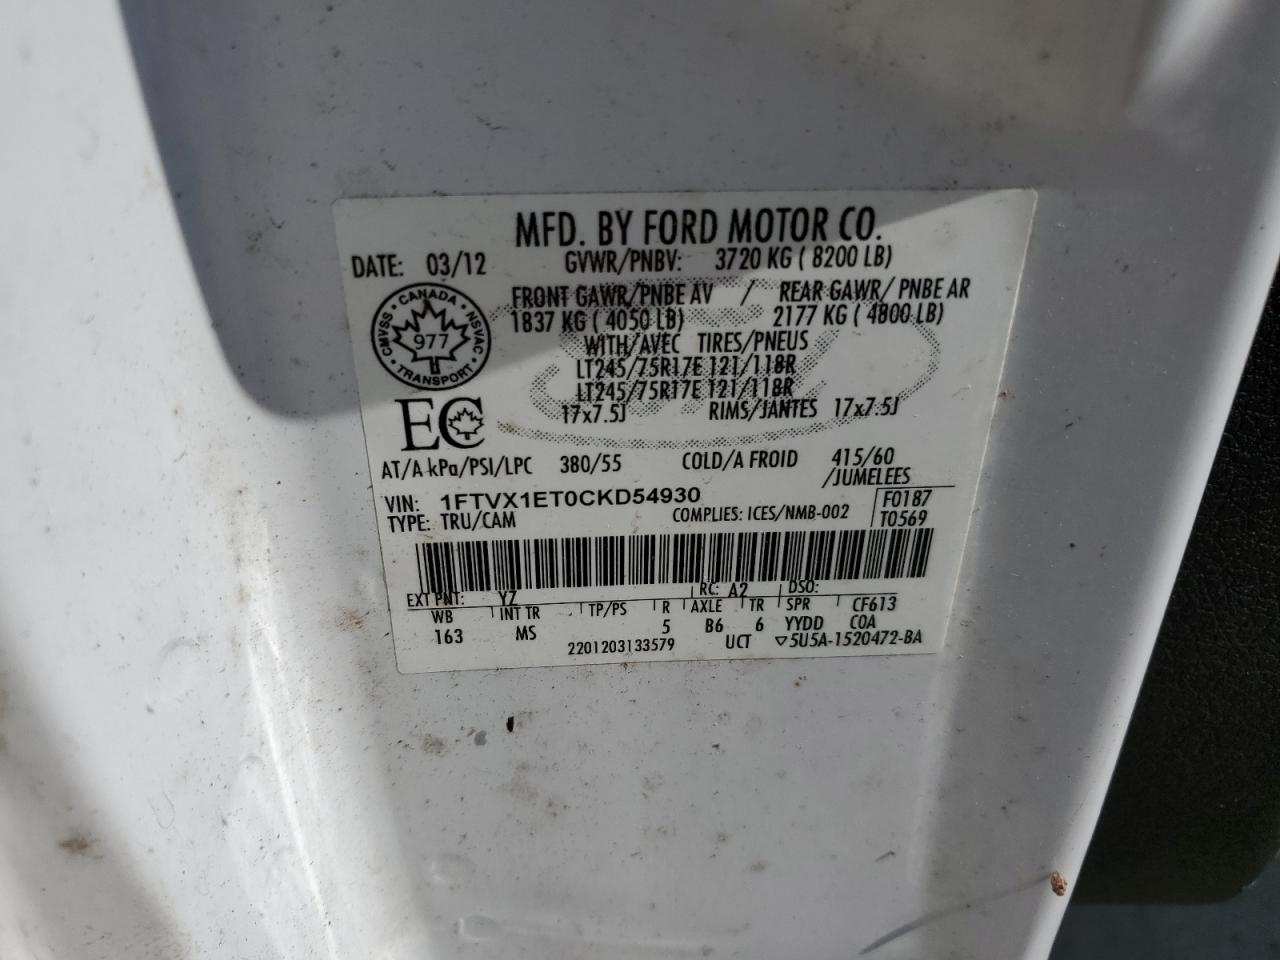 MFD. BY FORD MOTOR CO.
DATE: 03/12 GVWR/PNBV: 3720 KG ( 8200 LB)
FRONT GAWR/PNBE AV / REAR GAWR/ PNBE AR
1837 KG ( 4050 LB) 2177 KG ( 4800 LB)
WITH/AVEC TIRES/PNEUS
LT245/75R17E 121/118R
LT245/75R17E 121/118R
17x7.5J RIMS/JANTES 17x7.5J
CANADA
CMVSS • NSVAC
977
TRANSPORT
EC
AT/A kPa/PSI/LPC 380/55 COLD/A FROID 415/60
/JUMELEES
VIN: 1FTVX1ET0CKD54930 F0187
TYPE: TRU/CAM COMPLIES: ICES/NMB-002 T0569
EXT PNT: YZ RC: A2 DSO:
WB INT TR TP/PS R AXLE TR SPR CF613
163 MS 5 B6 6 YYDD COA
2201203133579 UCT ▽5U5A-1520472-BA